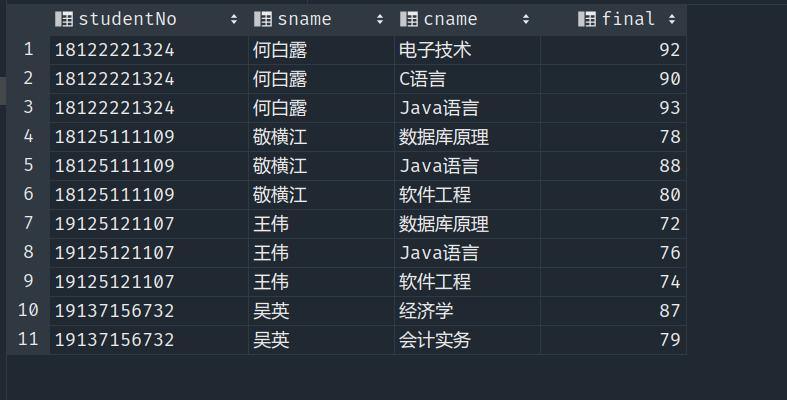 studentNo sname cname final
1 18122221324 何白露 电子技术 92
2 18122221324 何白露 C语言 90
3 18122221324 何白露 Java语言 93
4 18125111109 敬横江 数据库原理 78
5 18125111109 敬横江 Java语言 88
6 18125111109 敬横江 软件工程 80
7 19125121107 王伟 数据库原理 72
8 19125121107 王伟 Java语言 76
9 19125121107 王伟 软件工程 74
10 19137156732 吴英 经济学 87
11 19137156732 吴英 会计实务 79